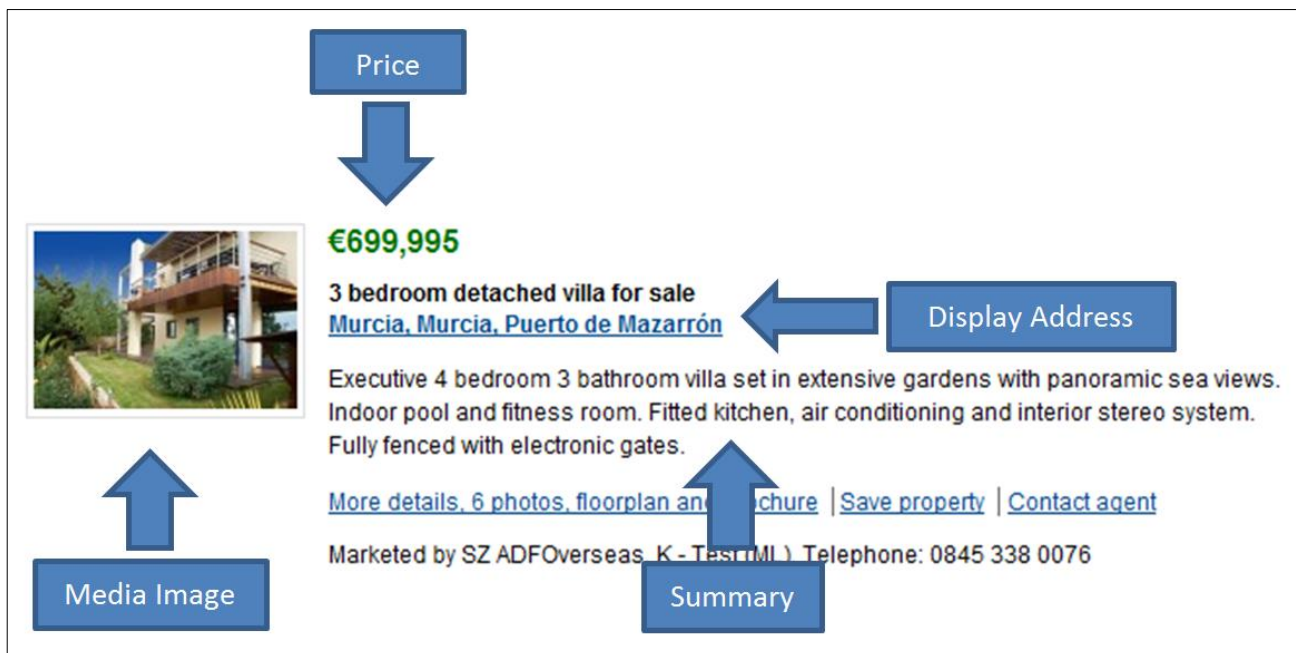 Price
€699,995
3 bedroom detached villa for sale
Murcia, Murcia, Puerto de Mazarrón
Display Address
Executive 4 bedroom 3 bathroom villa set in extensive gardens with panoramic sea views.
Indoor pool and fitness room. Fitted kitchen, air conditioning and interior stereo system.
Fully fenced with electronic gates.
More details, 6 photos, floorplan and chure | Save property | Contact agent
Marketed by SZ ADFOverseas, K - Test (ML) Telephone: 0845 338 0076
Media Image
Summary